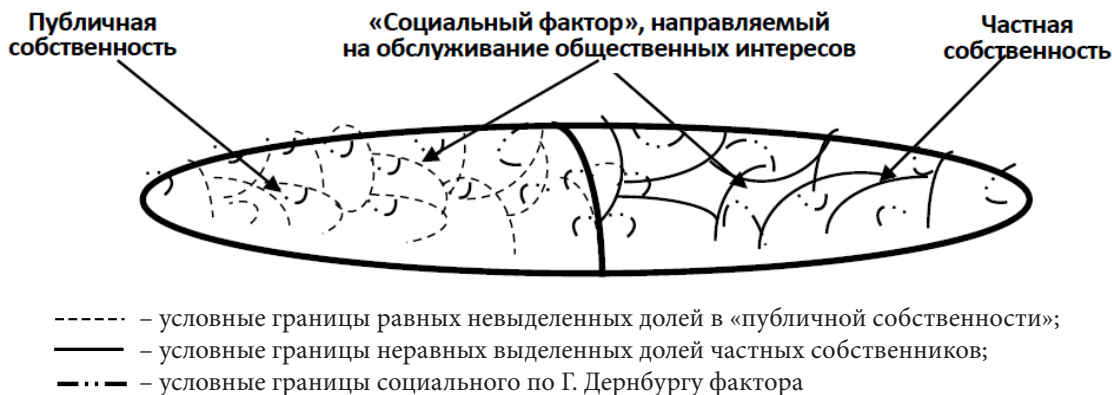 Публичная
собственность
«Социальный фактор», направляемый
на обслуживание общественных интересов
Частная
собственность
– условные границы равных невыделенных долей в «публичной собственности»;
– условные границы неравных выделенных долей частных собственников;
– условные границы социального по Г. Дернбургу фактора